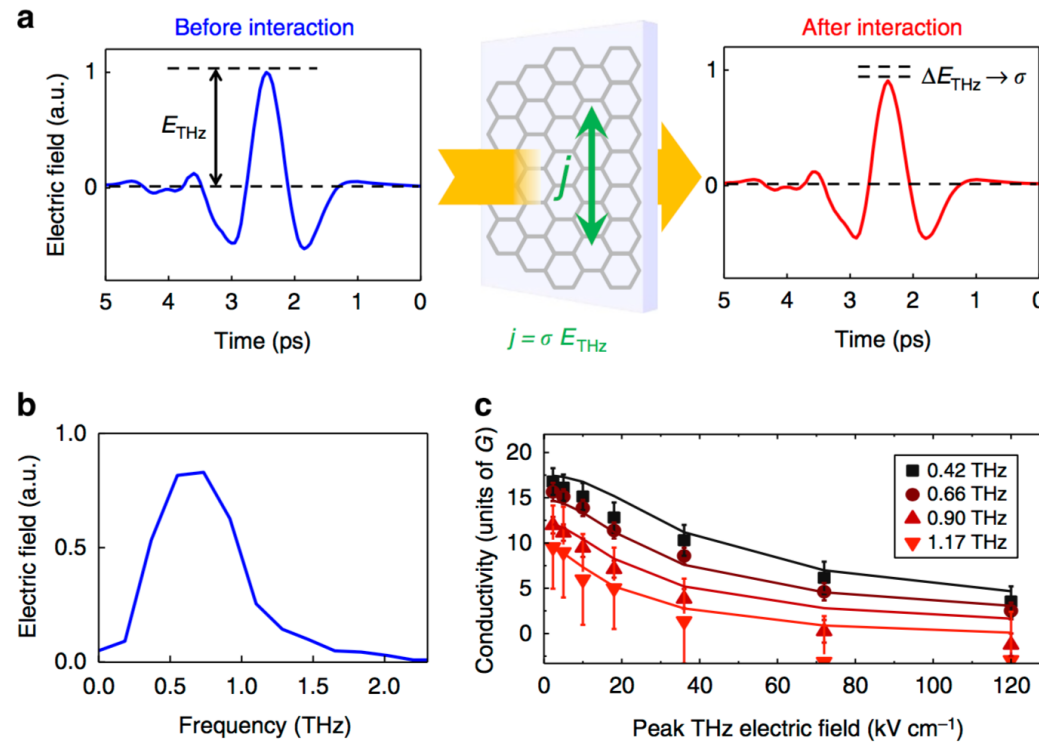 a
Before interaction
After interaction
Electric field (a.u.)
1
0
E_THz
5 4 3 2 1 0
Time (ps)
j
j = σ E_THz
1
0
ΔE_THz → σ
5 4 3 2 1 0
Time (ps)
b
Electric field (a.u.)
1.0
0.5
0.0
0.0 1.0 2.0
Frequency (THz)
c
Conductivity (units of G)
20
15
10
5
0
0.42 THz
0.66 THz
0.90 THz
1.17 THz
0 20 40 60 80 100 120
Peak THz electric field (kV cm⁻¹)